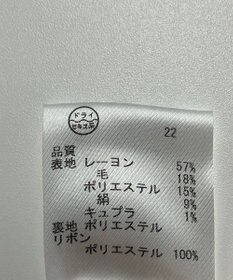 ドライ
セキユ系
22
品質
表地 レーヨン 57%
毛 18%
ポリエステル 15%
絹 9%
キュプラ 1%
裏地 ポリエステル
リボン
ポリエステル 100%